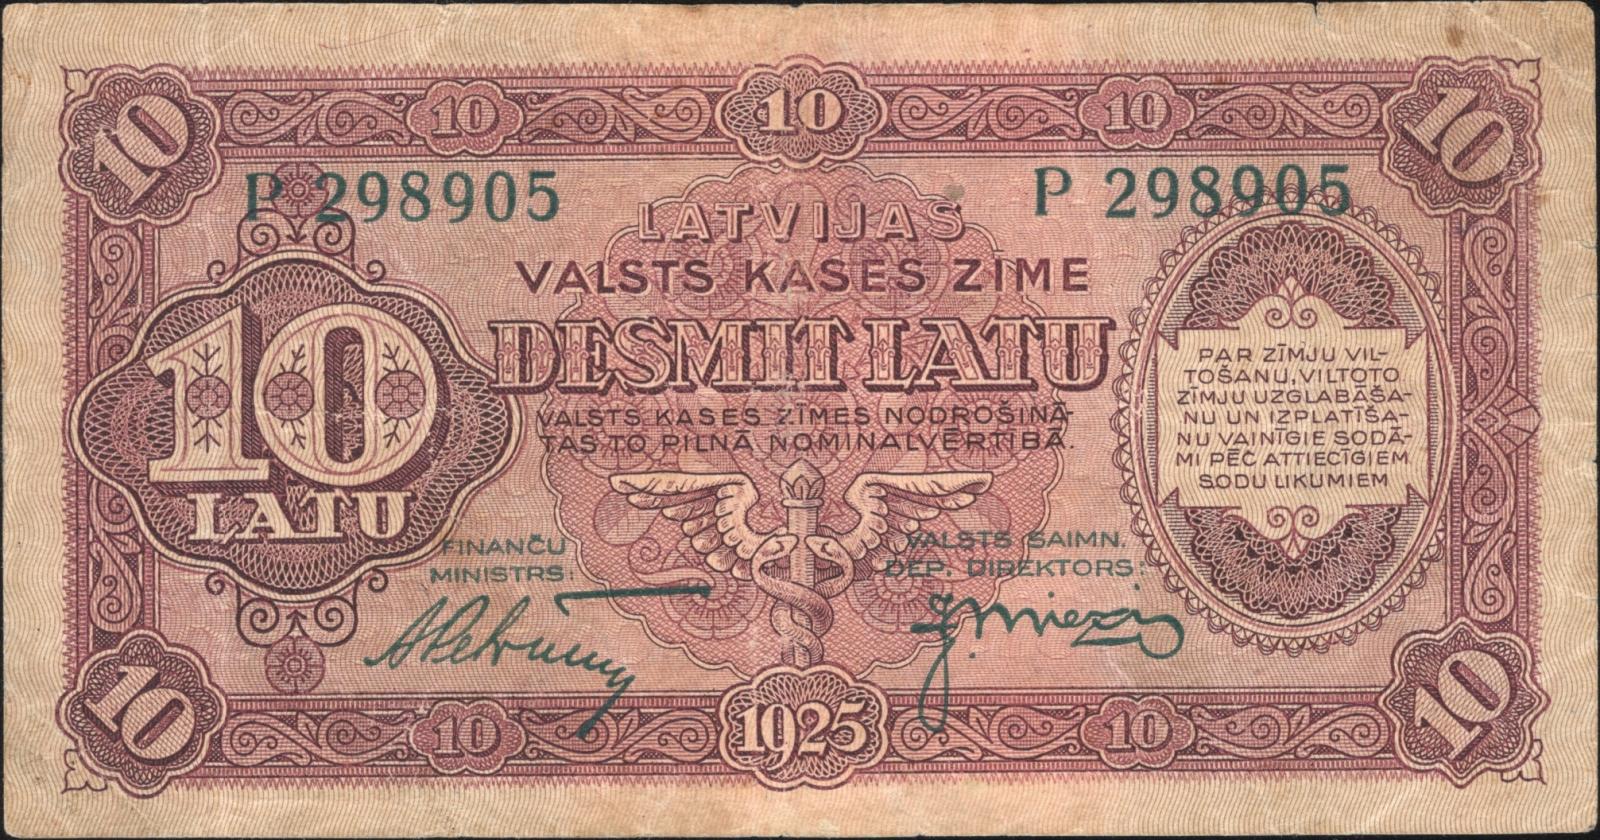 10 10 10 10 10
P 298905 P 298905
LATVIJAS
VALSTS KASES ZIME
DESMIT LATU
10
LATU
VALSTS KASES ZĪMES NODROŠINĀ-
TAS TO PILNĀ NOMINALVĒRTIBĀ.
PAR ZĪMJU VIL-
TOŠANU, VILTOTO
ZĪMJU UZGLABĀŠA-
NU UN IZPLATĪŠA-
NU VAINĪGIE SODĀ-
MI PĒC ATTIECĪGIEM
SODU LIKUMIEM
FINANČU
MINISTRS:
VALSTS SAIMN.
DEP. DIREKTORS:
10 10 1925 10 10